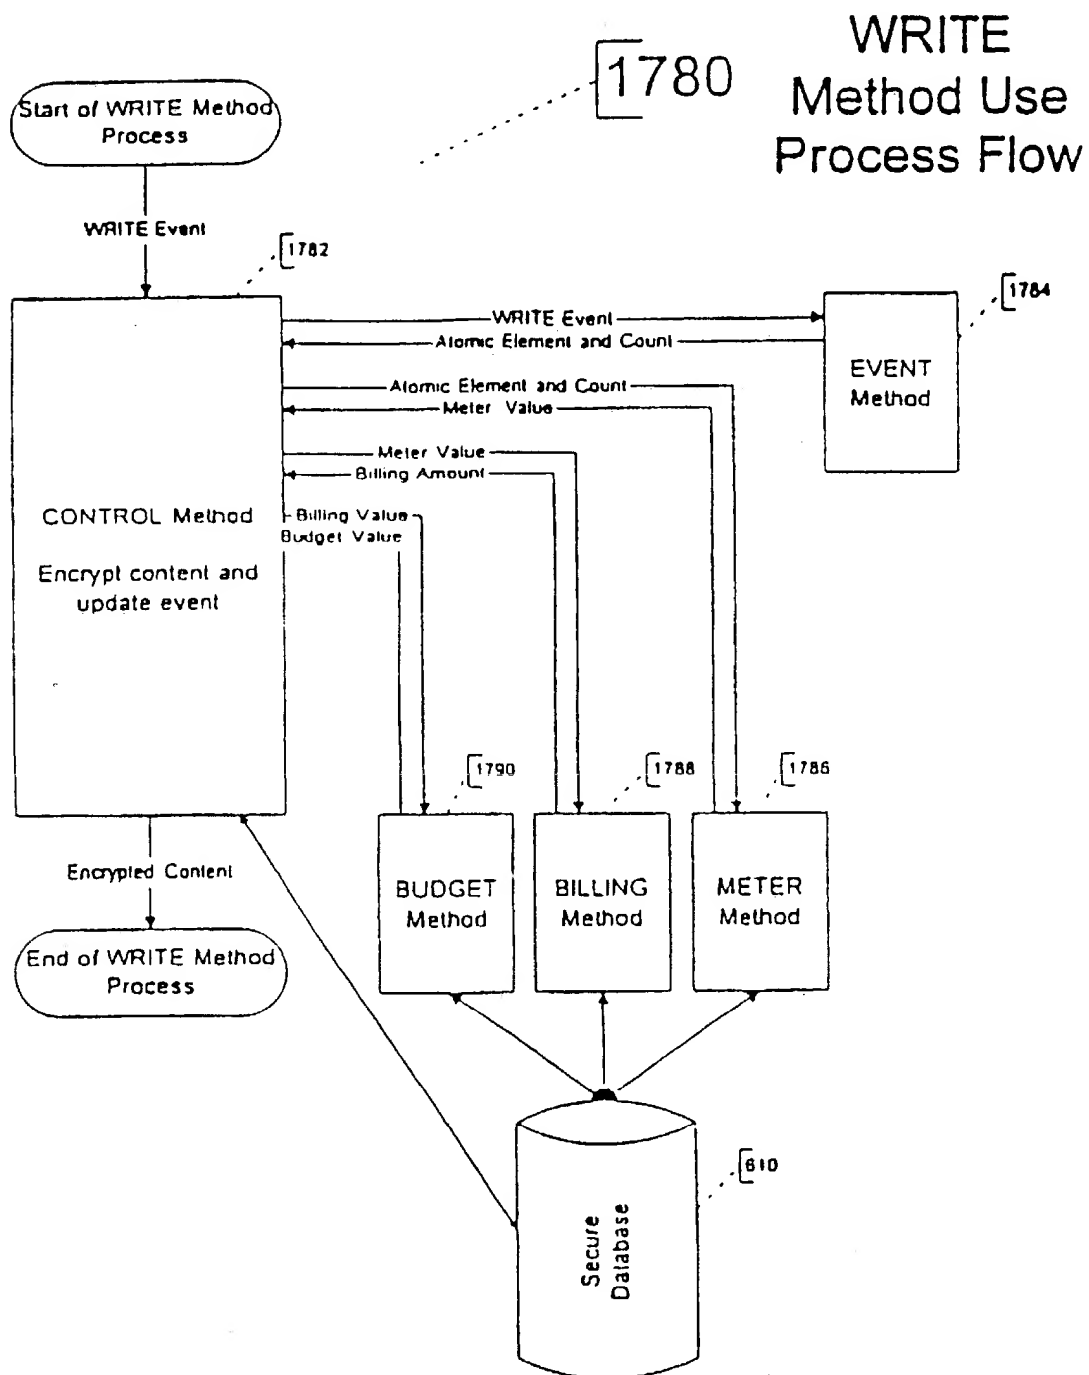 WRITE
Method Use
Process Flow
1780
Start of WRITE Method
Process
WRITE Event
1782
1784
WRITE Event
Atomic Element and Count
EVENT
Method
Atomic Element and Count
Meter Value
Meter Value
Billing Amount
CONTROL Method
Encrypt content and
update event
Billing Value
Budget Value
1790
1788
1786
Encrypted Content
BUDGET
Method
BILLING
Method
METER
Method
End of WRITE Method
Process
610
Secure
Database